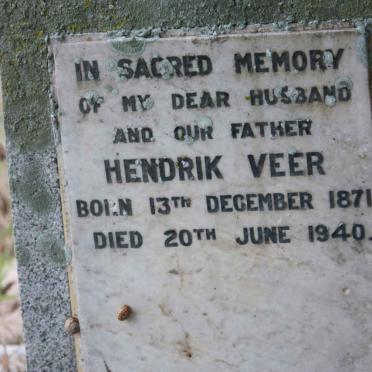 IN SACRED MEMORY
OF MY DEAR HUSBAND
AND OUR FATHER
HENDRIK VEER
BORN 13TH DECEMBER 1871
DIED 20TH JUNE 1940.